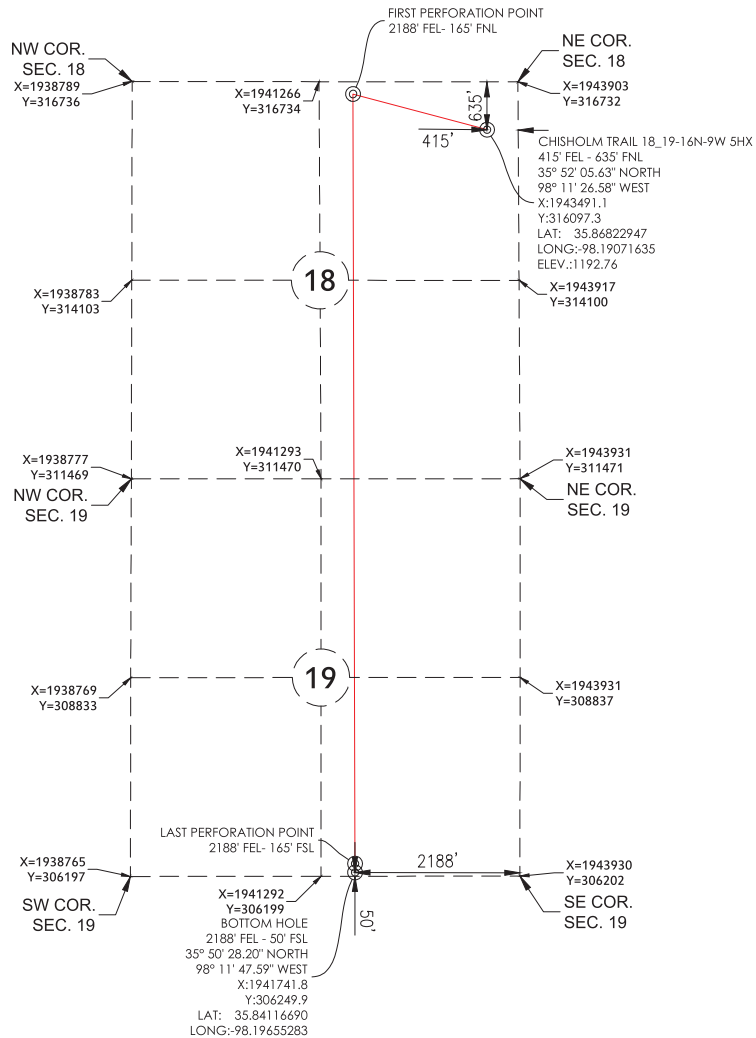 FIRST PERFORATION POINT
2188' FEL- 165' FNL
NW COR.
SEC. 18
X=1938789
Y=316736
X=1941266
Y=316734
NE COR.
SEC. 18
X=1943903
Y=316732
635'
415'
CHISHOLM TRAIL 18_19-16N-9W 5HX
415' FEL - 635' FNL
35° 52' 05.63" NORTH
98° 11' 26.58" WEST
X:1943491.1
Y:316097.3
LAT: 35.86822947
LONG:-98.19071635
ELEV.:1192.76
18
X=1938783
Y=314103
X=1943917
Y=314100
X=1938777
Y=311469
NW COR.
SEC. 19
X=1941293
Y=311470
X=1943931
Y=311471
NE COR.
SEC. 19
19
X=1938769
Y=308833
X=1943931
Y=308837
LAST PERFORATION POINT
2188' FEL- 165' FSL
2188'
X=1938765
Y=306197
SW COR.
SEC. 19
X=1941292
Y=306199
X=1943930
Y=306202
SE COR.
SEC. 19
50'
BOTTOM HOLE
2188' FEL - 50' FSL
35° 50' 28.20" NORTH
98° 11' 47.59" WEST
X:1941741.8
Y:306249.9
LAT: 35.84116690
LONG:-98.19655283